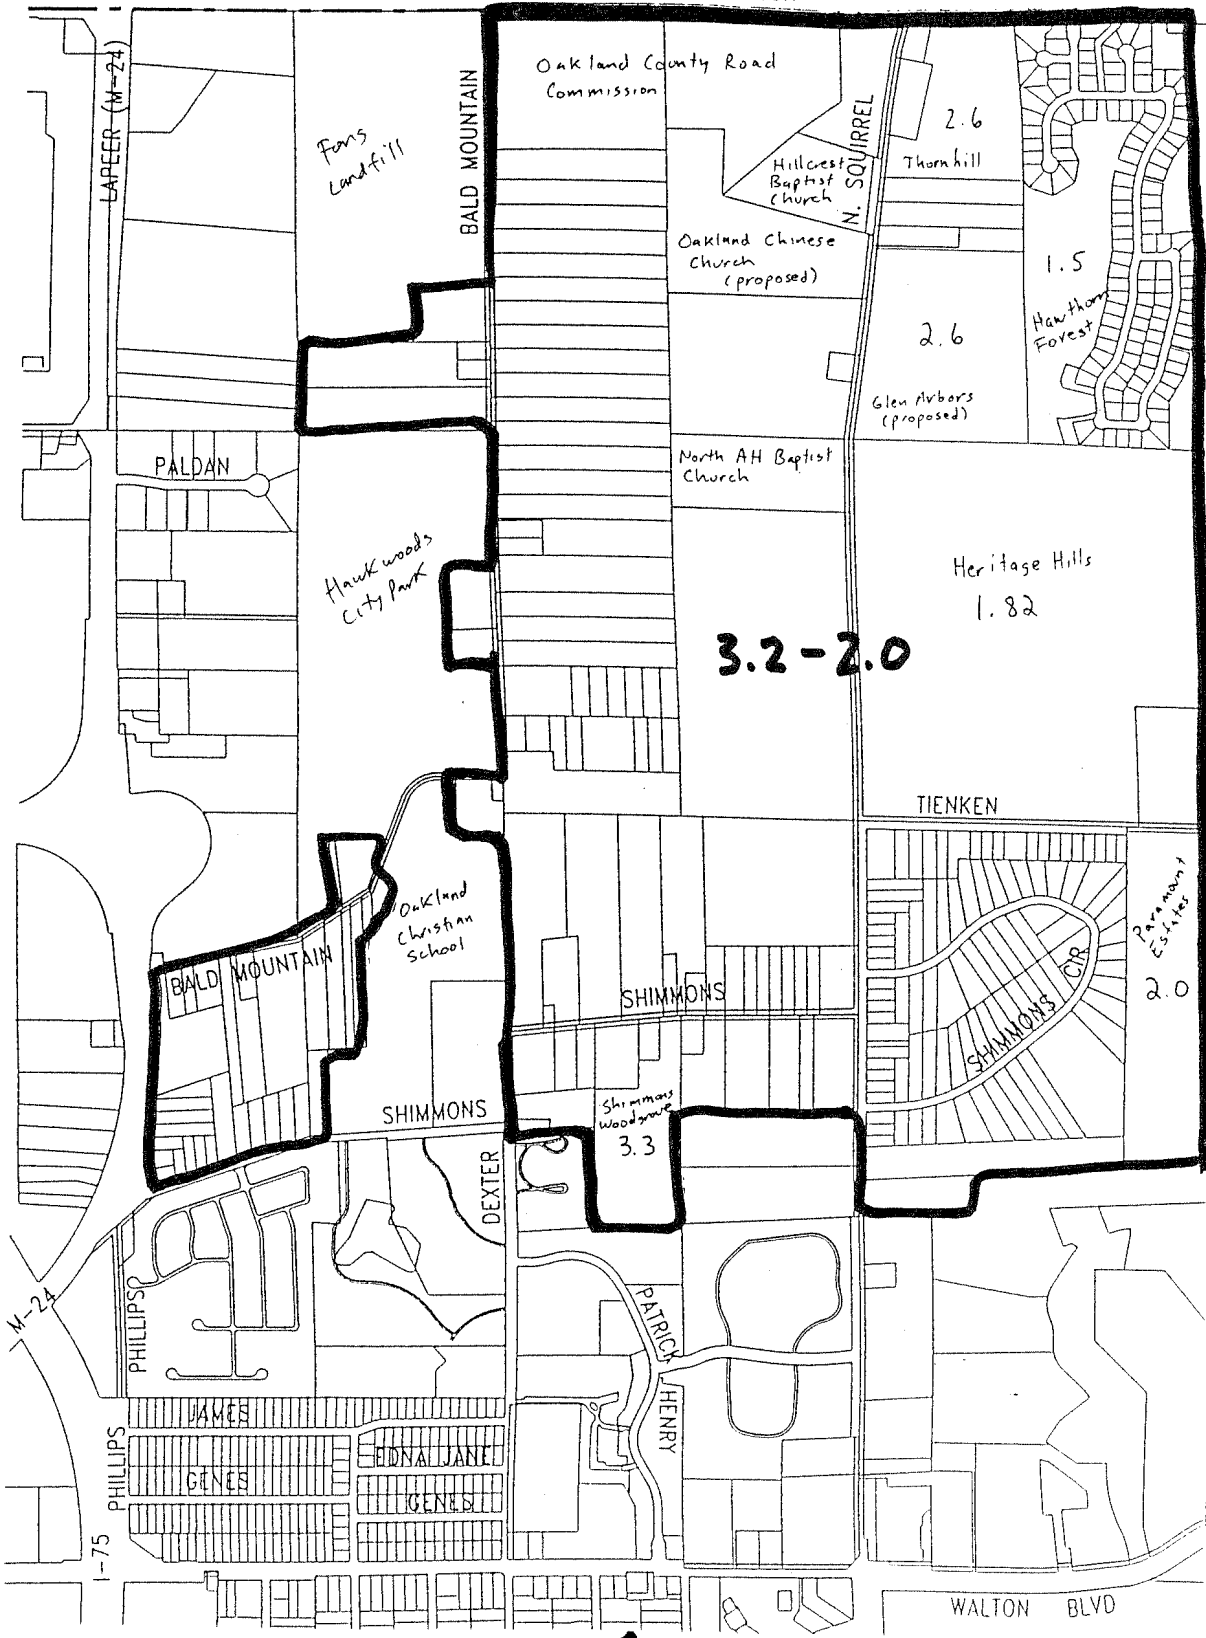 LAPEER (M-24)
Fons
Landfill
BALD MOUNTAIN
Oakland County Road
Commission
N. SQUIRREL
2.6
Thornhill
Hillcrest
Baptist
Church
Oakland Chinese
Church
(proposed)
1.5
Hawthorn
Forest
2.6
Glen Arbors
(proposed)
PALDAN
North AH Baptist
Church
Hawkwoods
City Park
Heritage Hills
1.82
3.2-2.0
TIENKEN
Oakland
Christian
School
Paramount
Estates
2.0
BALD MOUNTAIN
SHIMMONS
SHIMMONS CIR
Shimmons
Woodgrove
3.3
SHIMMONS
DEXTER
M-24
PHILLIPS
PATRICK HENRY
JAMES
PHILLIPS
EDNA JANE
GENES
GENES
I-75
WALTON BLVD